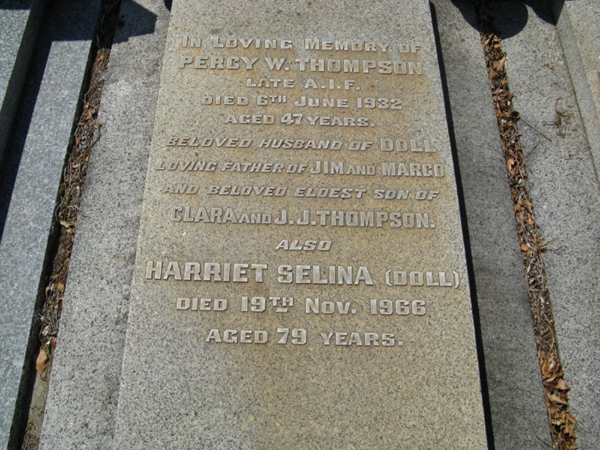 IN LOVING MEMORY OF
PERCY W. THOMPSON
LATE A.I.F.
DIED 6TH JUNE 1932
AGED 47 YEARS.
BELOVED HUSBAND OF DOLL
LOVING FATHER OF JIM AND MARGO
AND BELOVED ELDEST SON OF
CLARA AND J.J. THOMPSON.
ALSO
HARRIET SELINA (DOLL)
DIED 19TH NOV. 1966
AGED 79 YEARS.